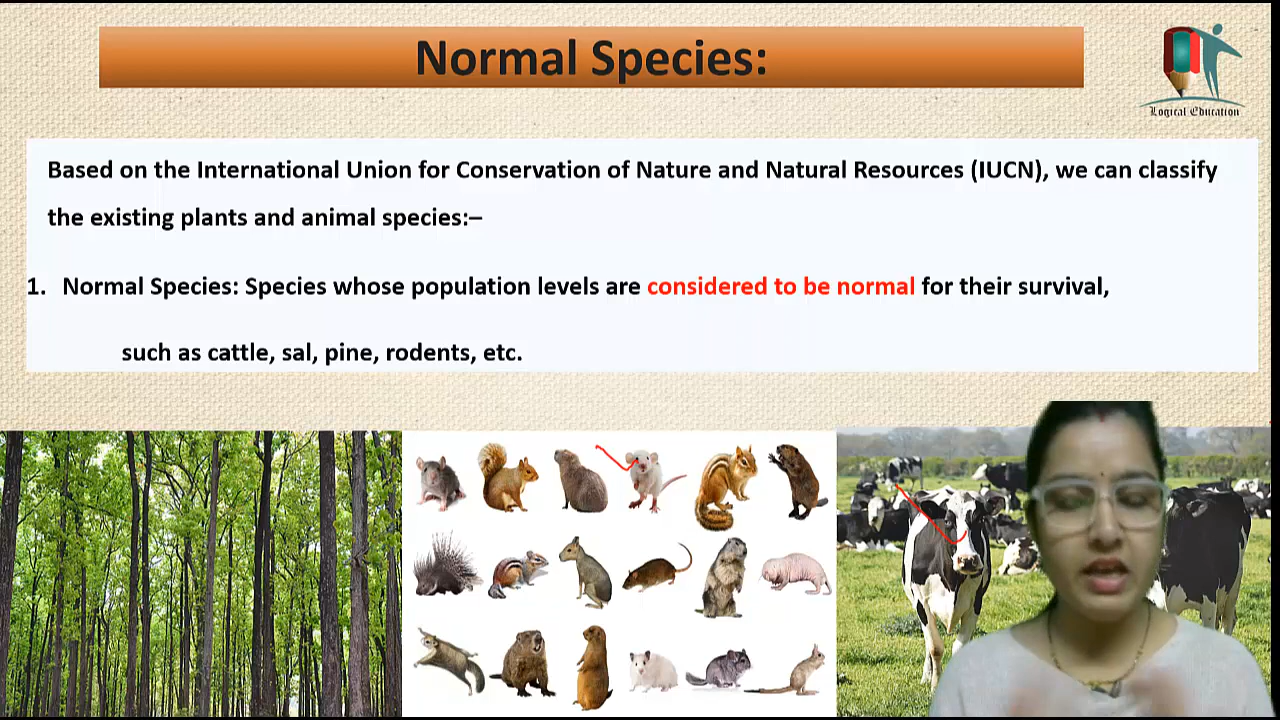 Normal Species:
Logical Education
Based on the International Union for Conservation of Nature and Natural Resources (IUCN), we can classify
the existing plants and animal species:–
1. Normal Species: Species whose population levels are considered to be normal for their survival,
such as cattle, sal, pine, rodents, etc.